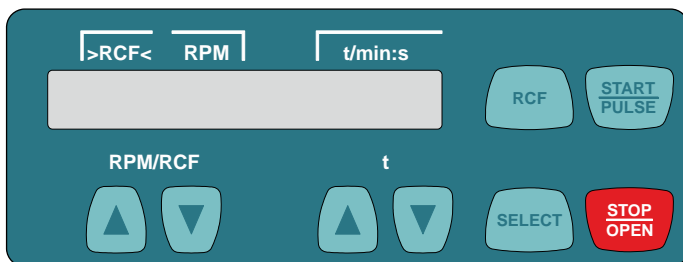 >RCF< RPM t/min:s
RCF
START
PULSE
RPM/RCF t
SELECT
STOP
OPEN